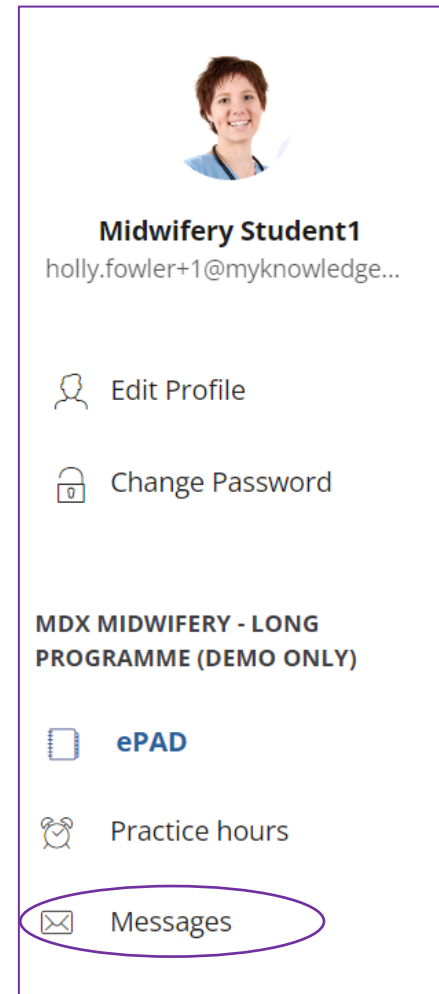 Midwifery Student1
holly.fowler+1@myknowledge...
Edit Profile
Change Password
MDX MIDWIFERY - LONG
PROGRAMME (DEMO ONLY)
ePAD
Practice hours
Messages